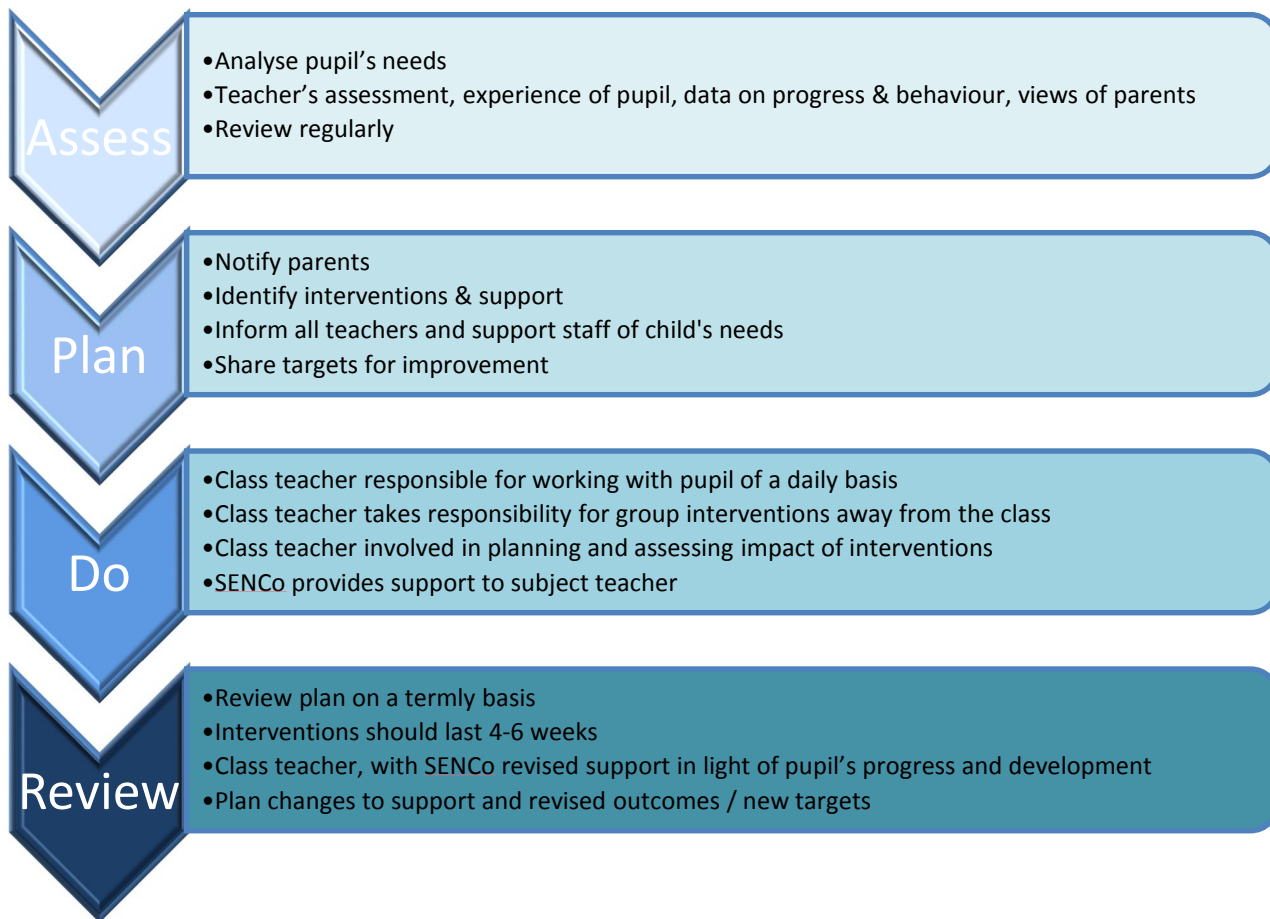 Assess
•Analyse pupil’s needs
•Teacher’s assessment, experience of pupil, data on progress & behaviour, views of parents
•Review regularly
Plan
•Notify parents
•Identify interventions & support
•Inform all teachers and support staff of child's needs
•Share targets for improvement
Do
•Class teacher responsible for working with pupil of a daily basis
•Class teacher takes responsibility for group interventions away from the class
•Class teacher involved in planning and assessing impact of interventions
•SENCo provides support to subject teacher
Review
•Review plan on a termly basis
•Interventions should last 4-6 weeks
•Class teacher, with SENCo revised support in light of pupil’s progress and development
•Plan changes to support and revised outcomes / new targets